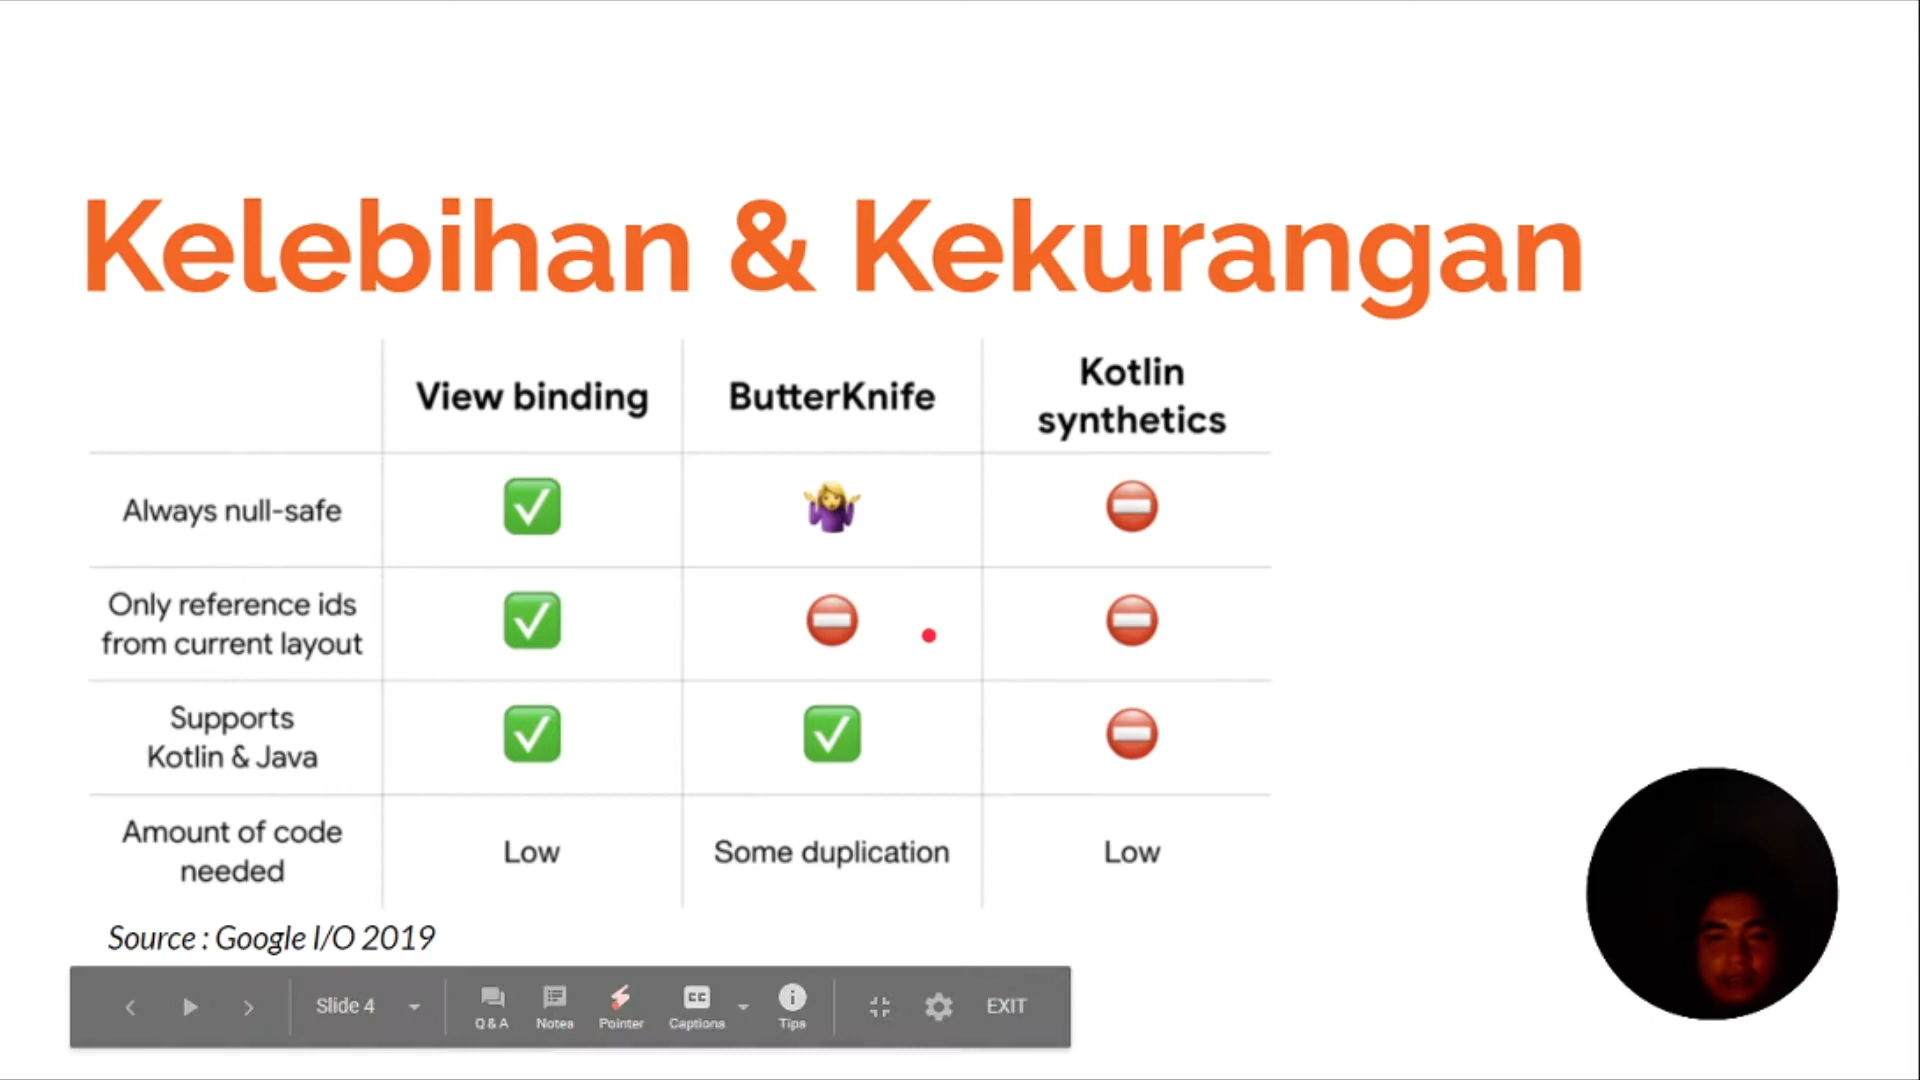 Kelebihan & Kekurangan
View binding
ButterKnife
Kotlin
synthetics
Always null-safe
Only reference ids
from current layout
Supports
Kotlin & Java
Amount of code
needed
Low
Some duplication
Low
Source : Google I/O 2019
Slide 4
Q & A
Notes
Pointer
CC
Captions
Tips
EXIT